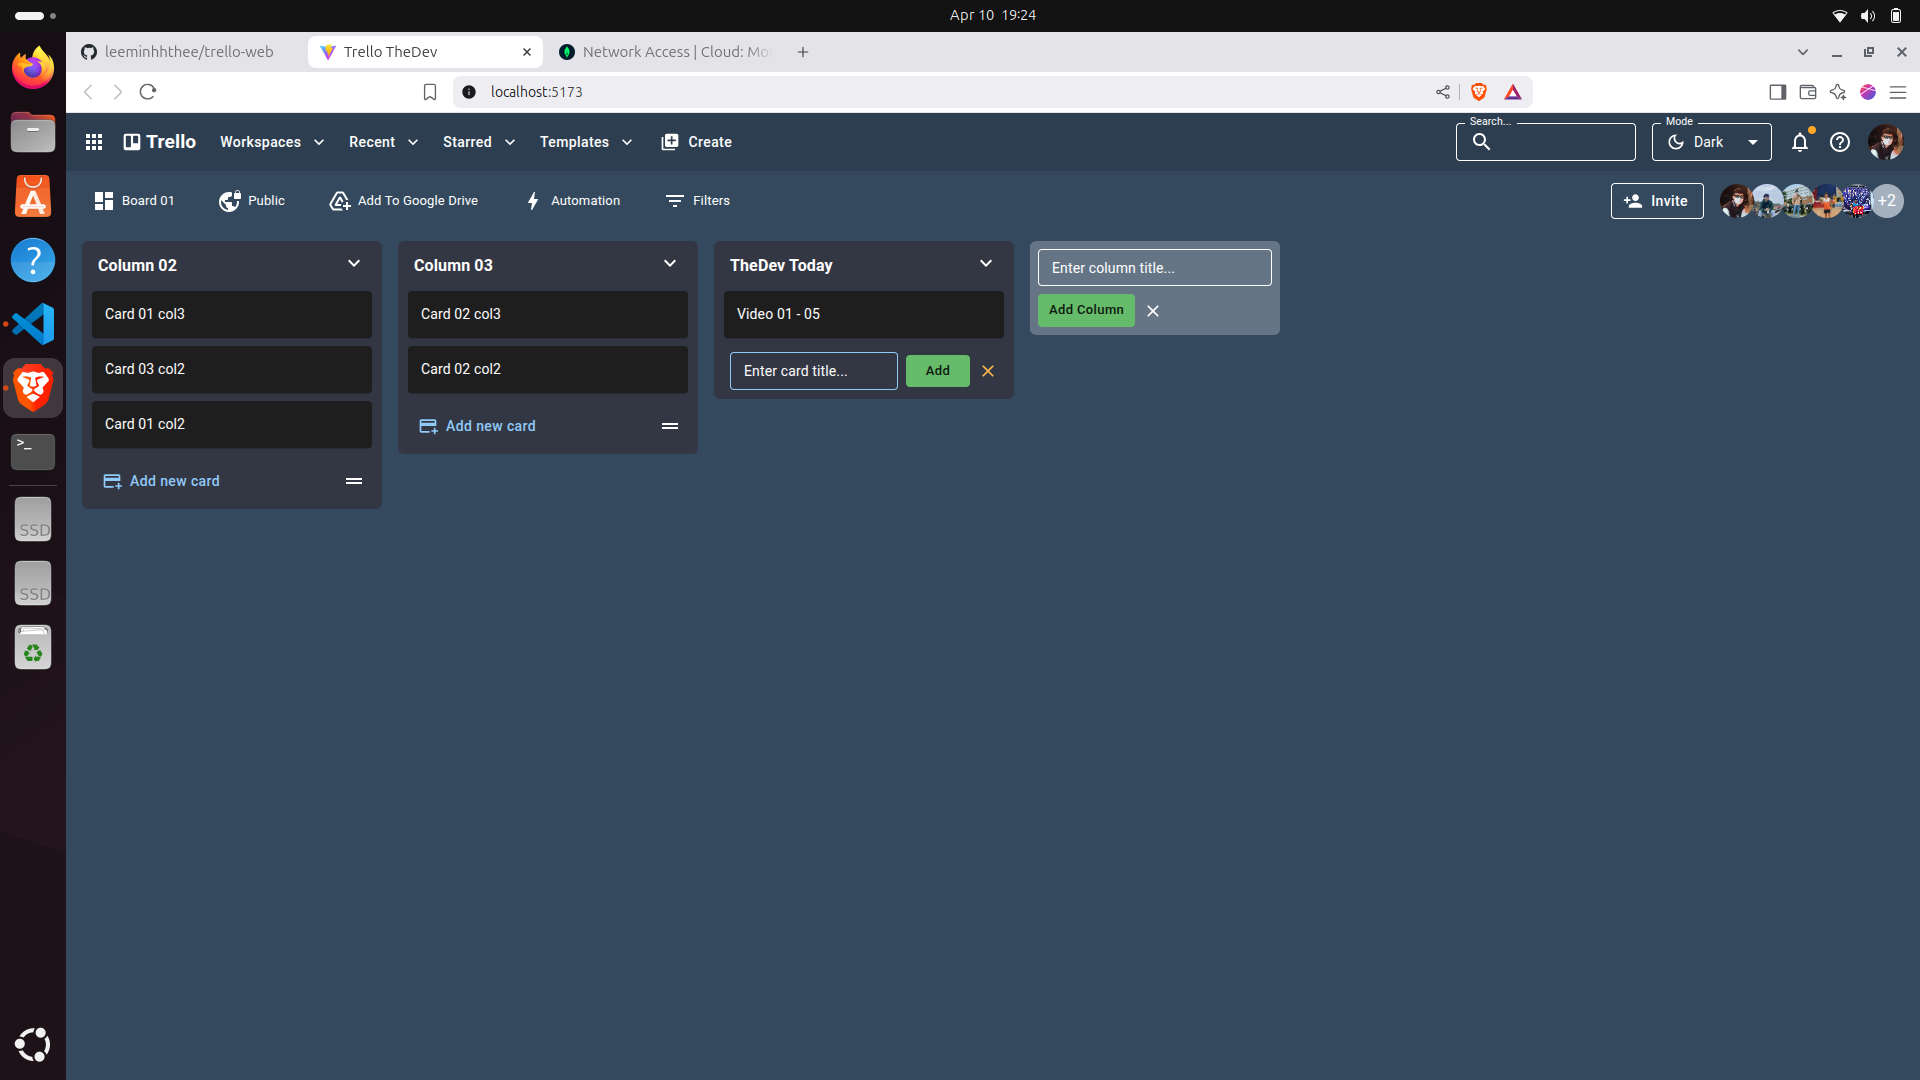 Apr 10 19:24
leeminhhthee/trello-web
Trello TheDev
Network Access | Cloud: Mo
localhost:5173
Trello
Workspaces
Recent
Starred
Templates
Create
Search...
Mode
Dark
Board 01
Public
Add To Google Drive
Automation
Filters
Invite
+2
Column 02
Card 01 col3
Card 03 col2
Card 01 col2
Add new card
Column 03
Card 02 col3
Card 02 col2
Add new card
TheDev Today
Video 01 - 05
Enter card title...
Add
Enter column title...
Add Column
>_
SSD
SSD